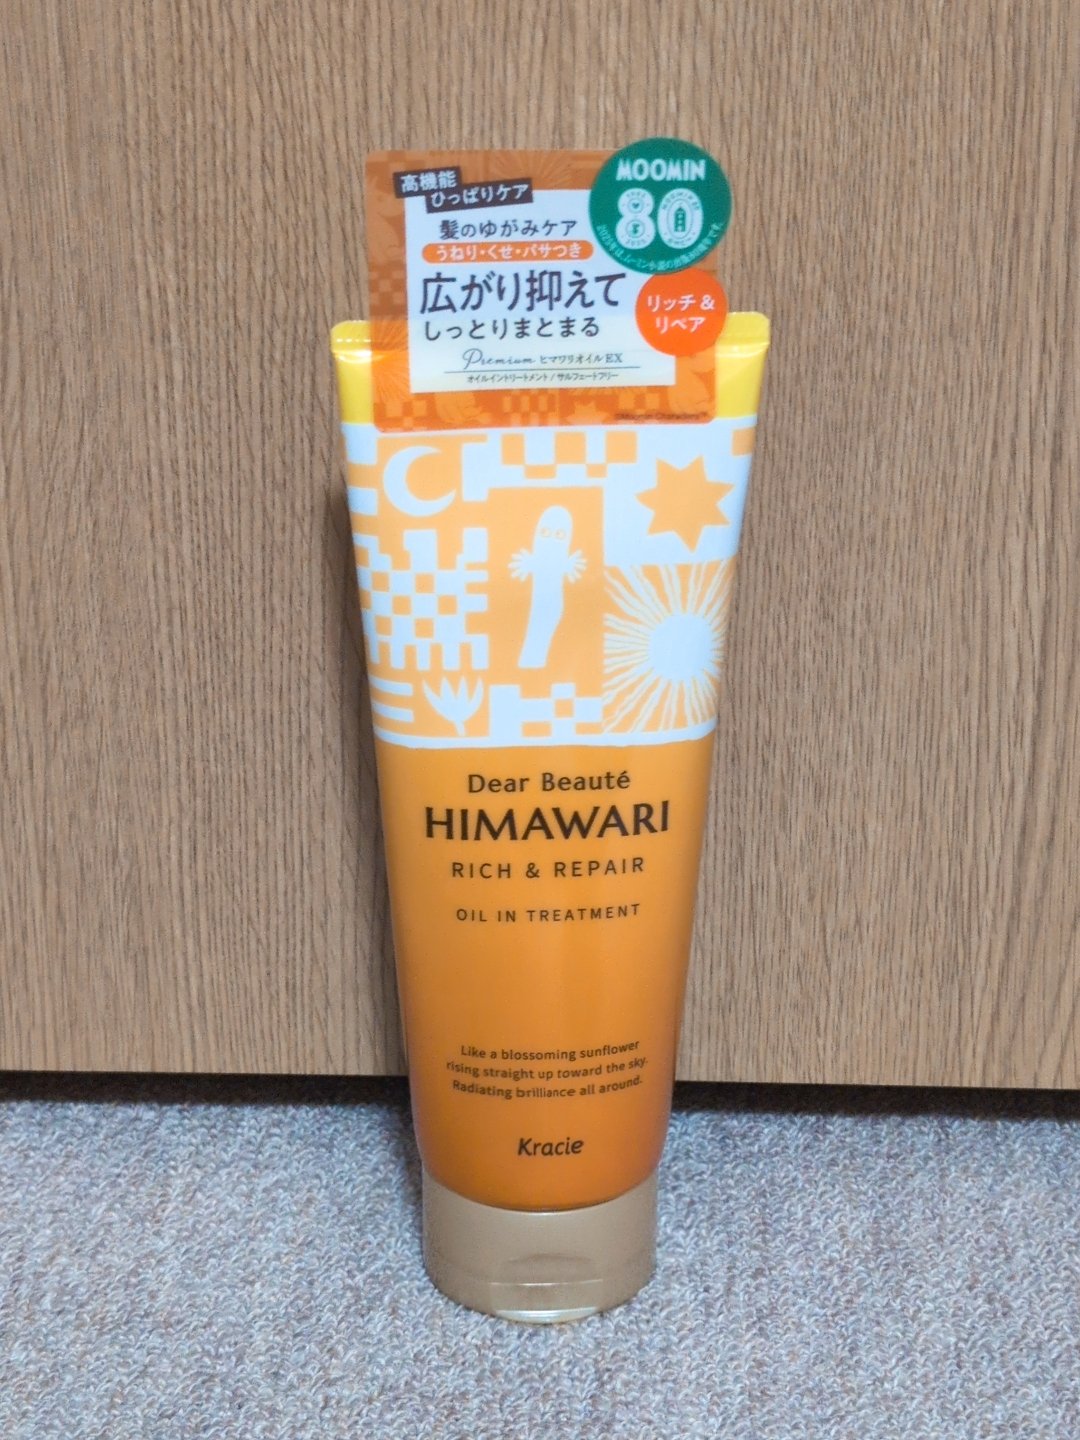 高機能
ひっぱりケア
髪のゆがみケア
うねり・くせ・パサつき
広がり抑えて
しっとりまとまる
Premium ヒマワリオイルEX
オイルイントリートメント / サルフェートフリー
MOOMIN
80
リッチ &
リペア
©Moomin Characters™
Dear Beauté
HIMAWARI
RICH & REPAIR
OIL IN TREATMENT
Like a blossoming sunflower
rising straight up toward the sky.
Radiating brilliance all around.
Kracie